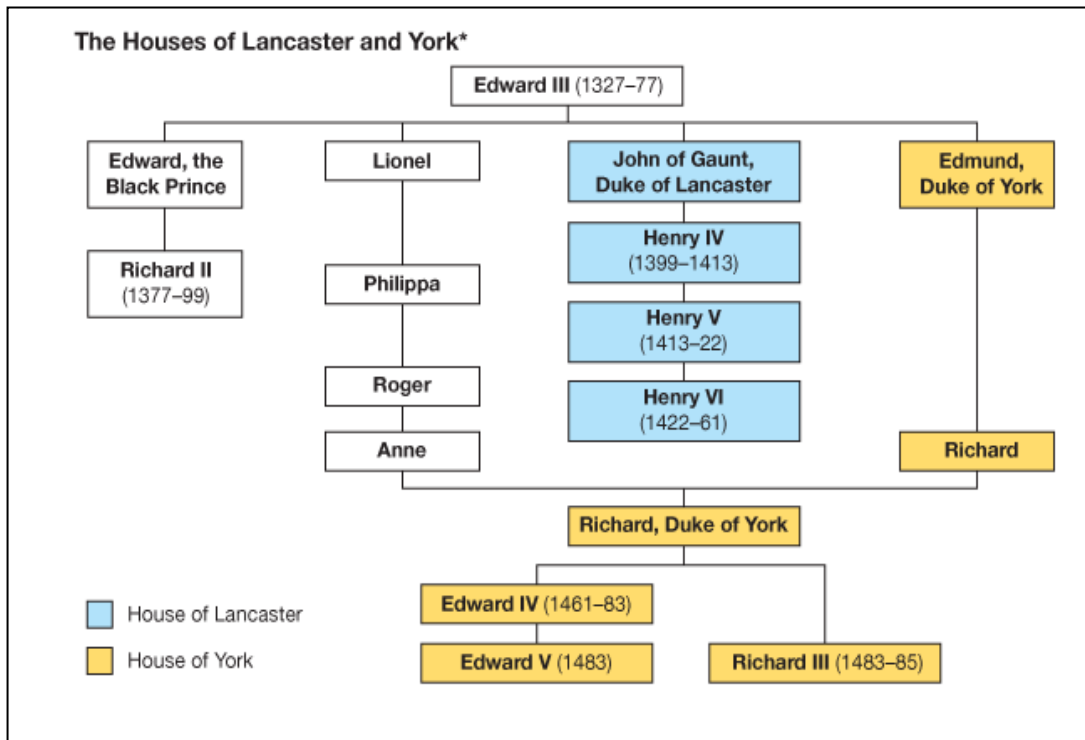 The Houses of Lancaster and York*
Edward III (1327–77)
Edward, the
Black Prince
Lionel
John of Gaunt,
Duke of Lancaster
Edmund,
Duke of York
Richard II
(1377–99)
Philippa
Henry IV
(1399–1413)
Henry V
(1413–22)
Roger
Henry VI
(1422–61)
Anne
Richard
Richard, Duke of York
Edward IV (1461–83)
Edward V (1483)
Richard III (1483–85)
House of Lancaster
House of York